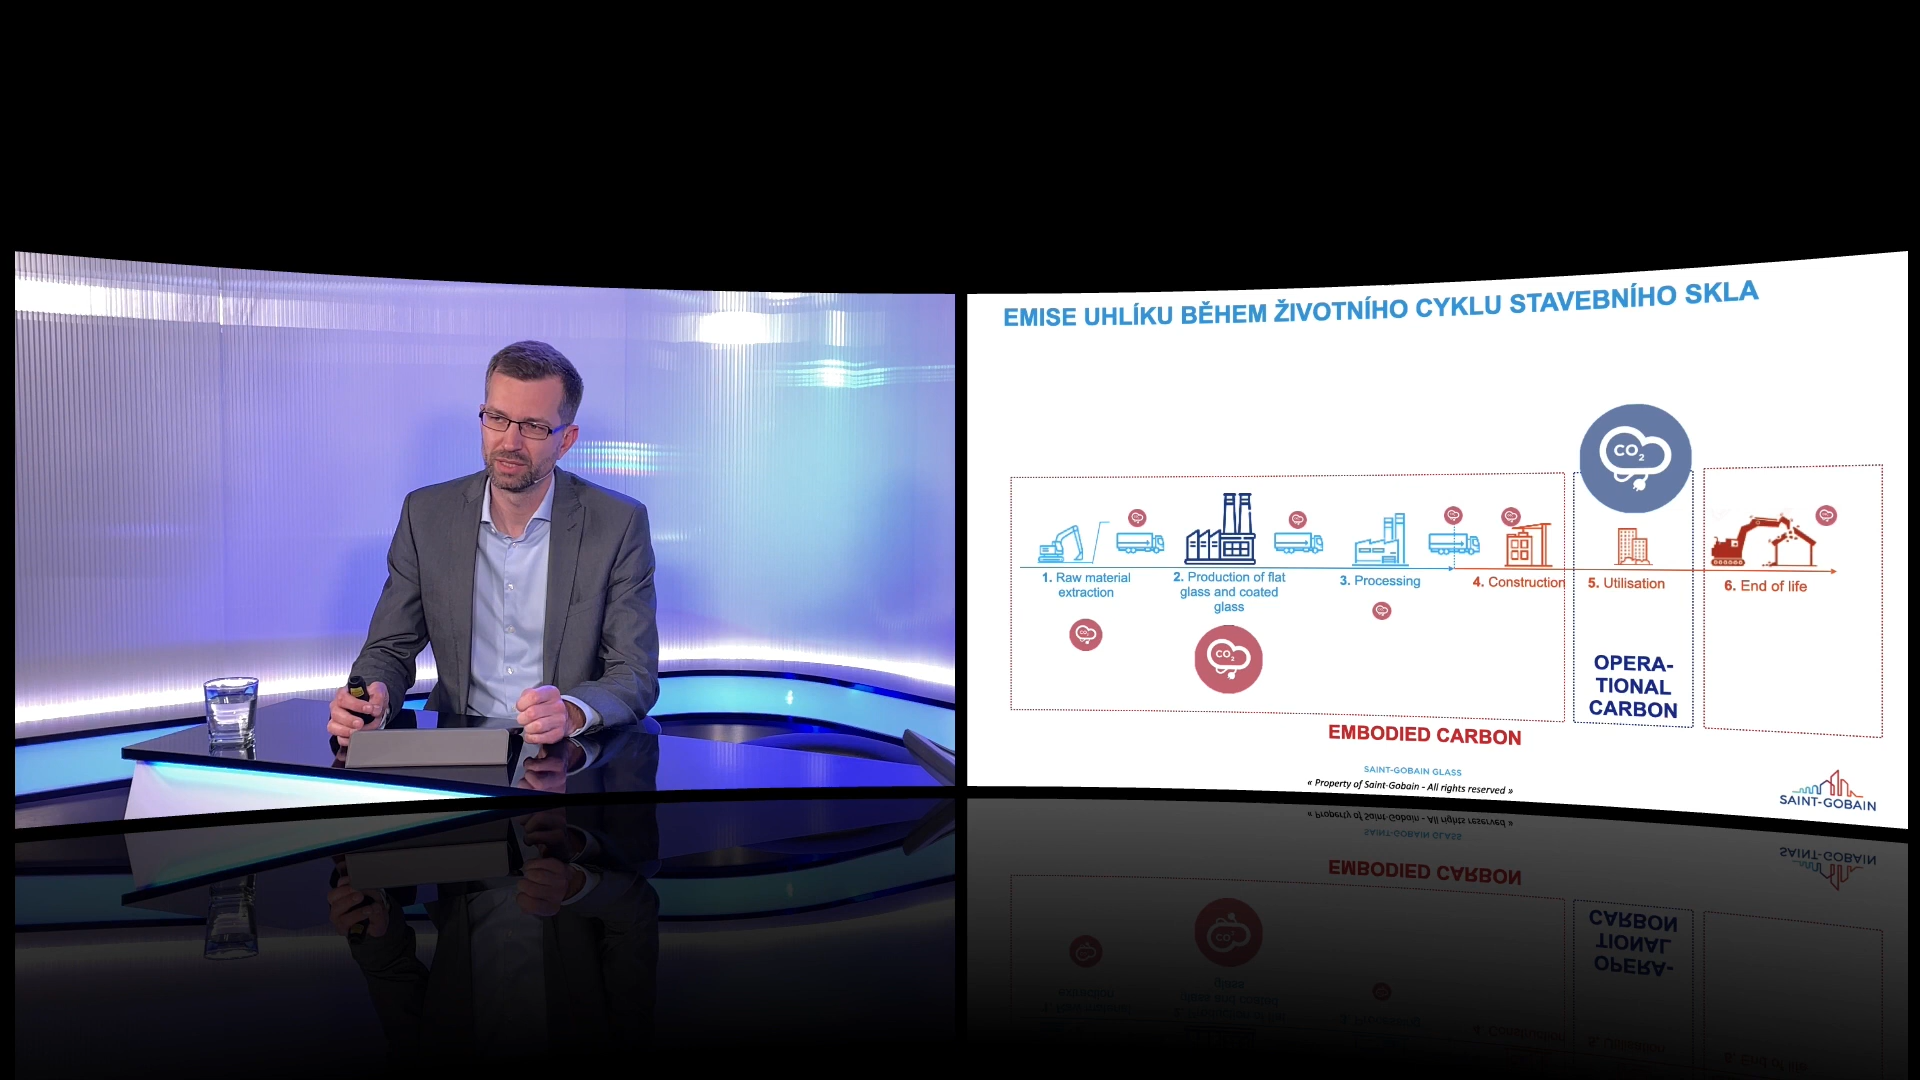 EMISE UHLÍKU BĚHEM ŽIVOTNÍHO CYKLU STAVEBNÍHO SKLA
CO2
1. Raw material
extraction
2. Production of flat
glass and coated
glass
3. Processing
4. Construction
5. Utilisation
6. End of life
CO2
CO2
OPERA-
TIONAL
CARBON
EMBODIED CARBON
SAINT-GOBAIN GLASS
« Property of Saint-Gobain - All rights reserved »
SAINT-GOBAIN